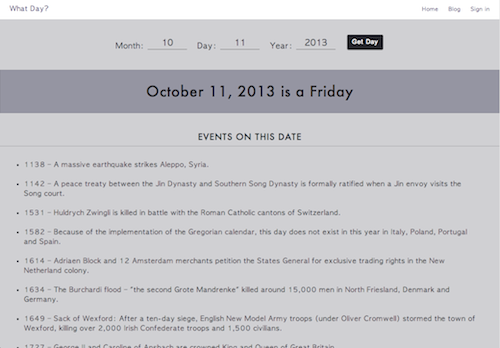 What Day?
Home Blog Sign in
Month: 10 Day: 11 Year: 2013 Get Day
October 11, 2013 is a Friday
EVENTS ON THIS DATE
• 1138 - A massive earthquake strikes Aleppo, Syria.
• 1142 - A peace treaty between the Jin Dynasty and Southern Song Dynasty is formally ratified when a Jin envoy visits the
Song court.
• 1531 - Huldrych Zwingli is killed in battle with the Roman Catholic cantons of Switzerland.
• 1582 - Because of the implementation of the Gregorian calendar, this day does not exist in this year in Italy, Poland, Portugal
and Spain.
• 1614 - Adriaen Block and 12 Amsterdam merchants petition the States General for exclusive trading rights in the New
Netherland colony.
• 1634 - The Burchardi flood - "the second Grote Mandrenke" killed around 15,000 men in North Friesland, Denmark and
Germany.
• 1649 - Sack of Wexford: After a ten-day siege, English New Model Army troops (under Oliver Cromwell) stormed the town of
Wexford, killing over 2,000 Irish Confederate troops and 1,500 civilians.
• 1727 - George II and Caroline of Ansbach are crowned King and Queen of Great Britain.